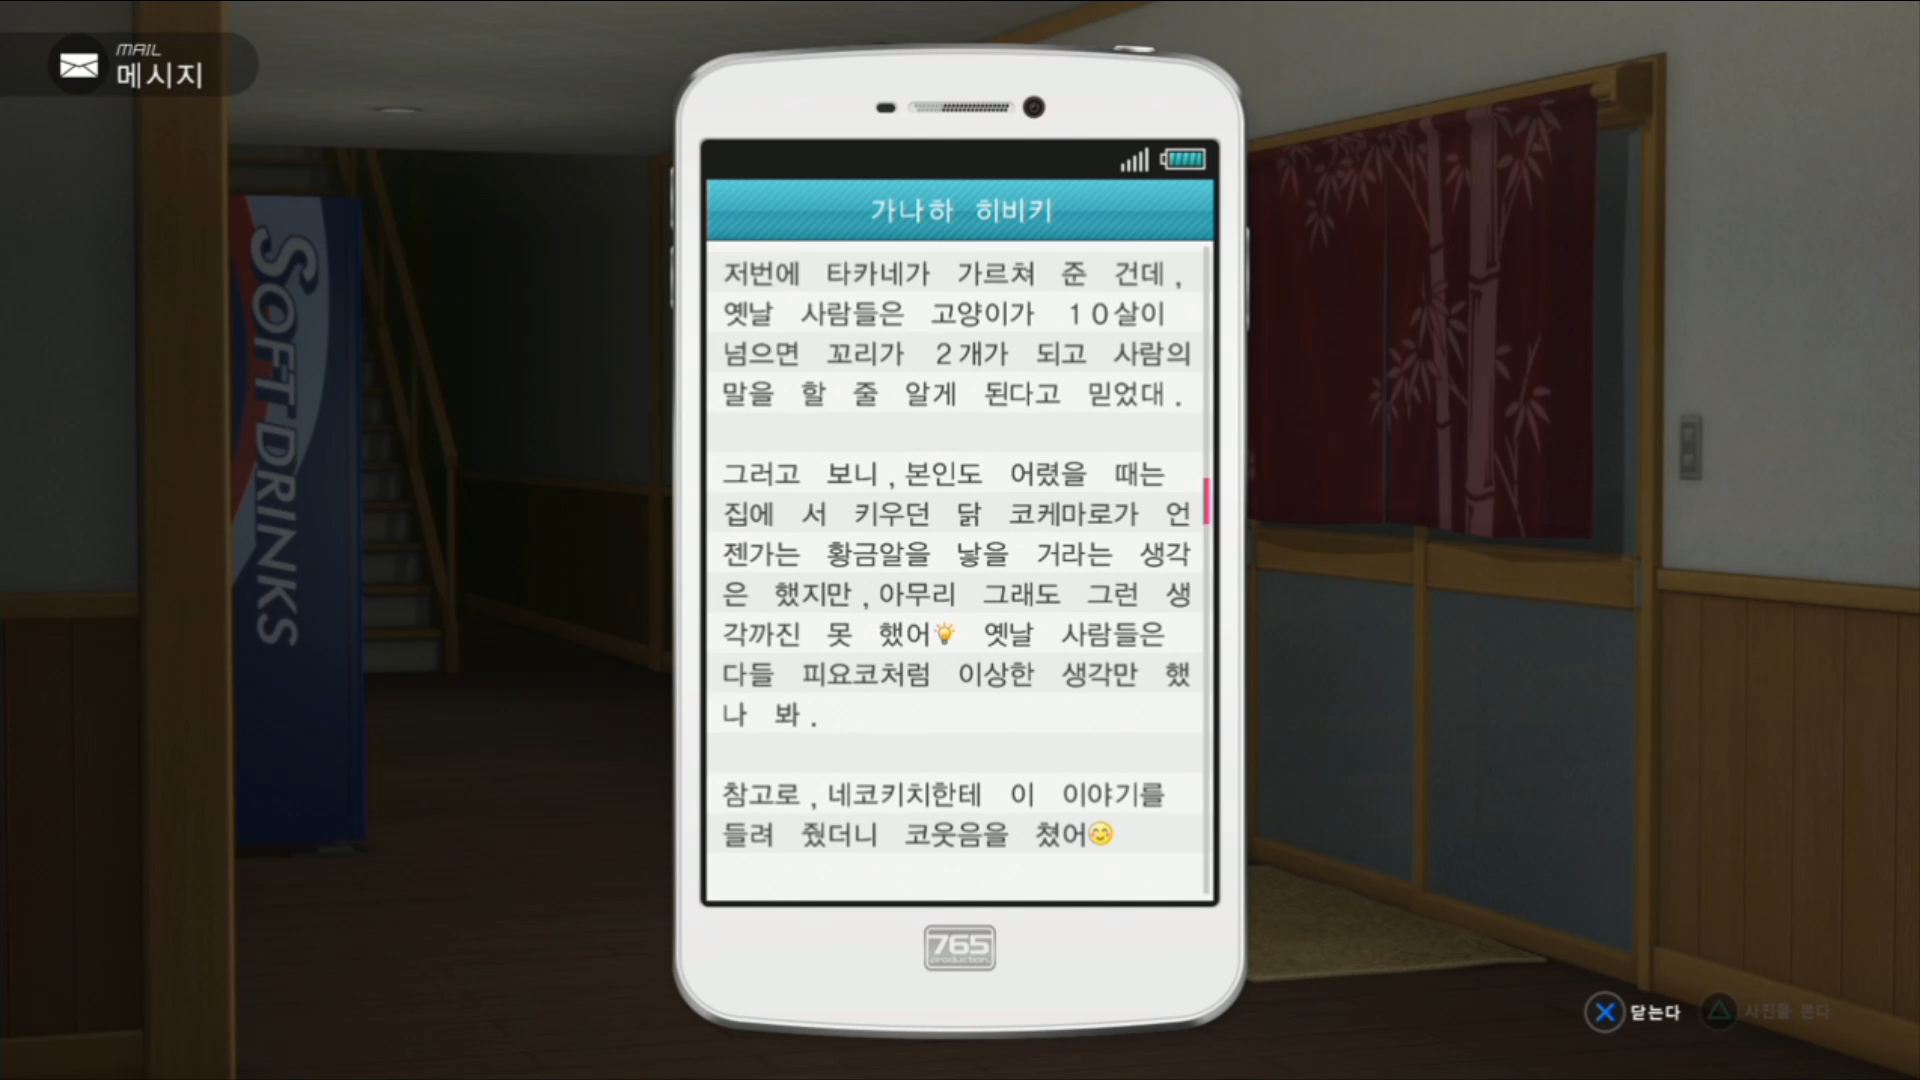 MAIL
메시지
가나하 히비키
저번에 타카네가 가르쳐 준 건데,
옛날 사람들은 고양이가 10살이
넘으면 꼬리가 2개가 되고 사람의
말을 할 줄 알게 된다고 믿었대.
그러고 보니,본인도 어렸을 때는
집에 서 키우던 닭 코케마로가 언
젠가는 황금알을 낳을 거라는 생각
은 했지만,아무리 그래도 그런 생
각까진 못 했어💡 옛날 사람들은
다들 피요코처럼 이상한 생각만 했
나 봐.
참고로,네코키치한테 이 이야기를
들려 줬더니 코웃음을 쳤어😊
765
production
SOFTDRINKS
닫는다
사진을 본다